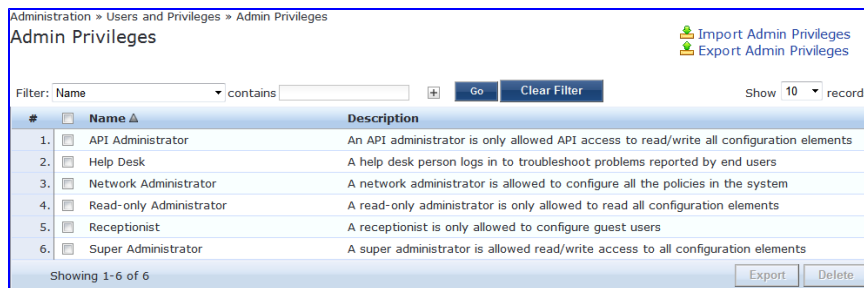 Administration » Users and Privileges » Admin Privileges
Admin Privileges
Import Admin Privileges
Export Admin Privileges
Filter: Name contains + Go Clear Filter Show 10 record
# Name Description
1. API Administrator An API administrator is only allowed API access to read/write all configuration elements
2. Help Desk A help desk person logs in to troubleshoot problems reported by end users
3. Network Administrator A network administrator is allowed to configure all the policies in the system
4. Read-only Administrator A read-only administrator is only allowed to read all configuration elements
5. Receptionist A receptionist is only allowed to configure guest users
6. Super Administrator A super administrator is allowed read/write access to all configuration elements
Showing 1-6 of 6 Export Delete